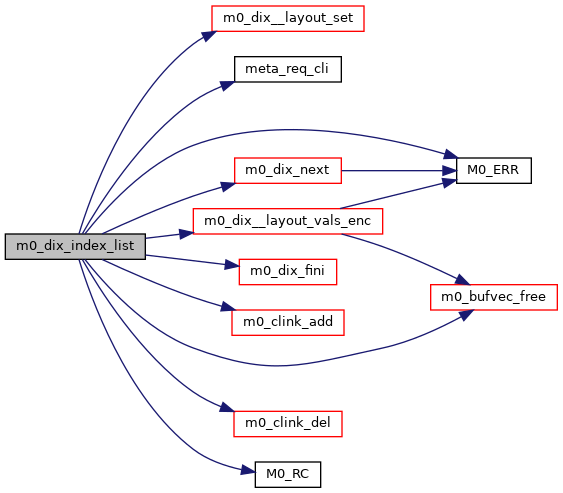 m0_dix__layout_set
meta_req_cli
M0_ERR
m0_dix_next
m0_dix__layout_vals_enc
m0_dix_index_list
m0_dix_fini
m0_bufvec_free
m0_clink_add
m0_clink_del
M0_RC